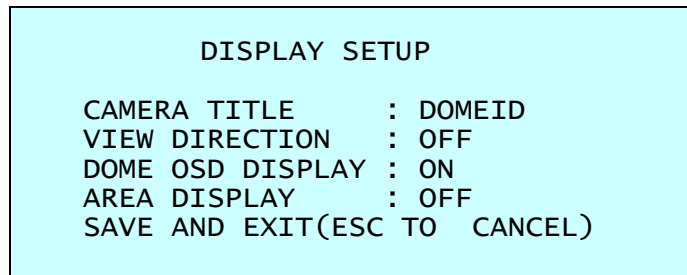 DISPLAY SETUP
CAMERA TITLE : DOMEID
VIEW DIRECTION : OFF
DOME OSD DISPLAY : ON
AREA DISPLAY : OFF
SAVE AND EXIT(ESC TO CANCEL)